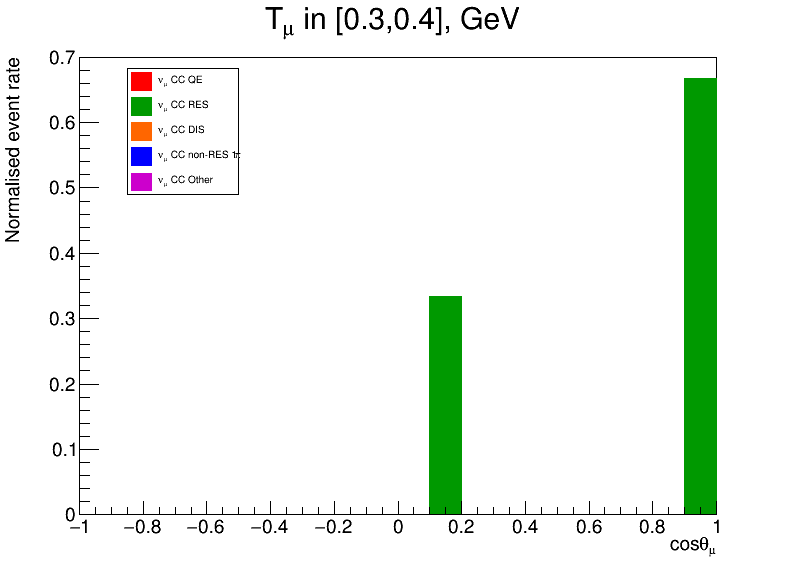 Tμ in [0.3,0.4], GeV
Normalised event rate
0.7
0.6
0.5
0.4
0.3
0.2
0.1
0
νμ CC QE
νμ CC RES
νμ CC DIS
νμ CC non-RES 1π
νμ CC Other
−1 −0.8 −0.6 −0.4 −0.2 0 0.2 0.4 0.6 0.8 1
cosθμ